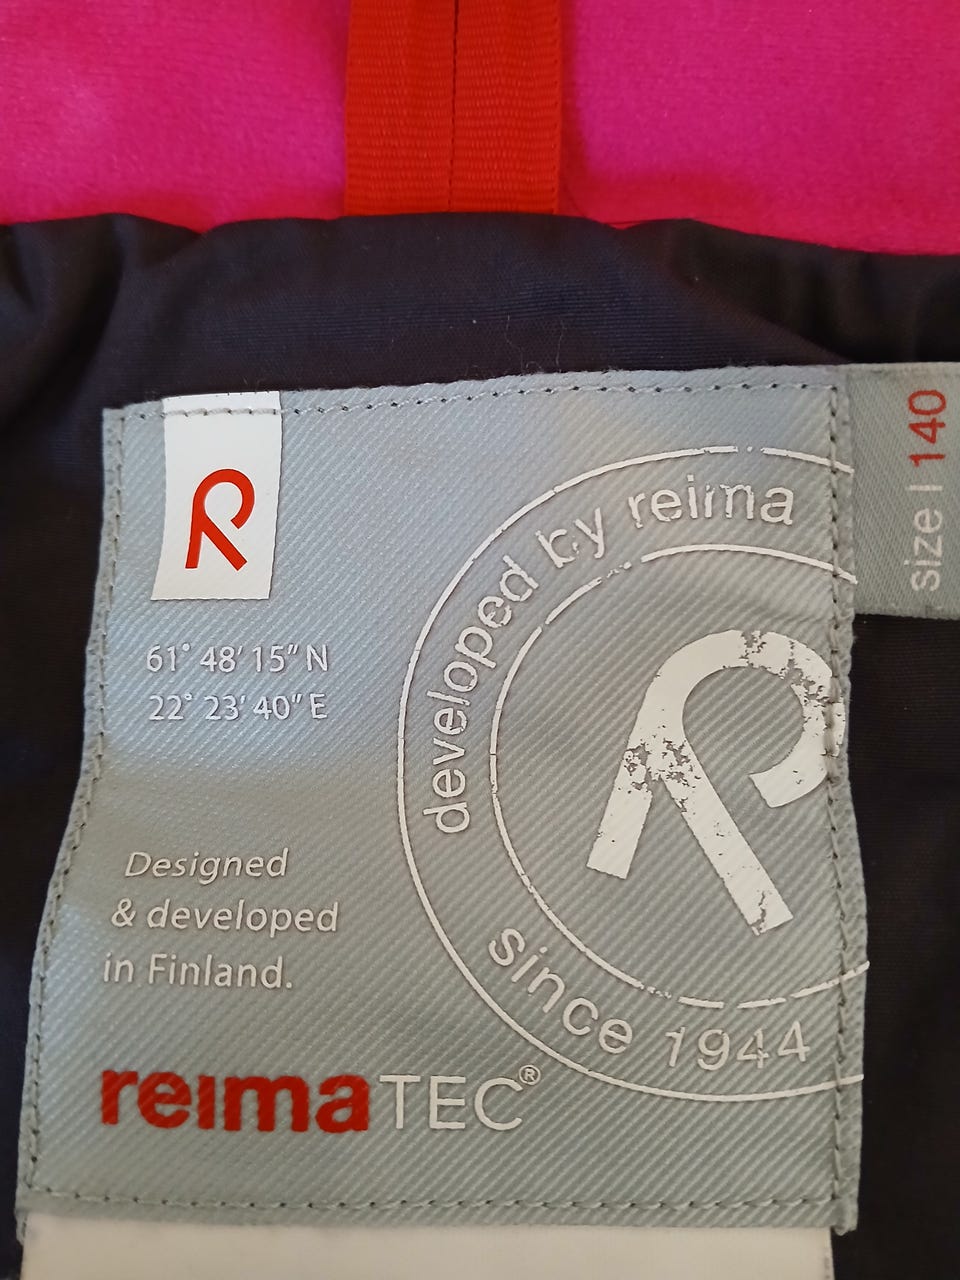 R
61° 48' 15" N
22° 23' 40" E
Designed
& developed
in Finland.
reimaTEC®
developed by reima
R
since 1944
size | 140